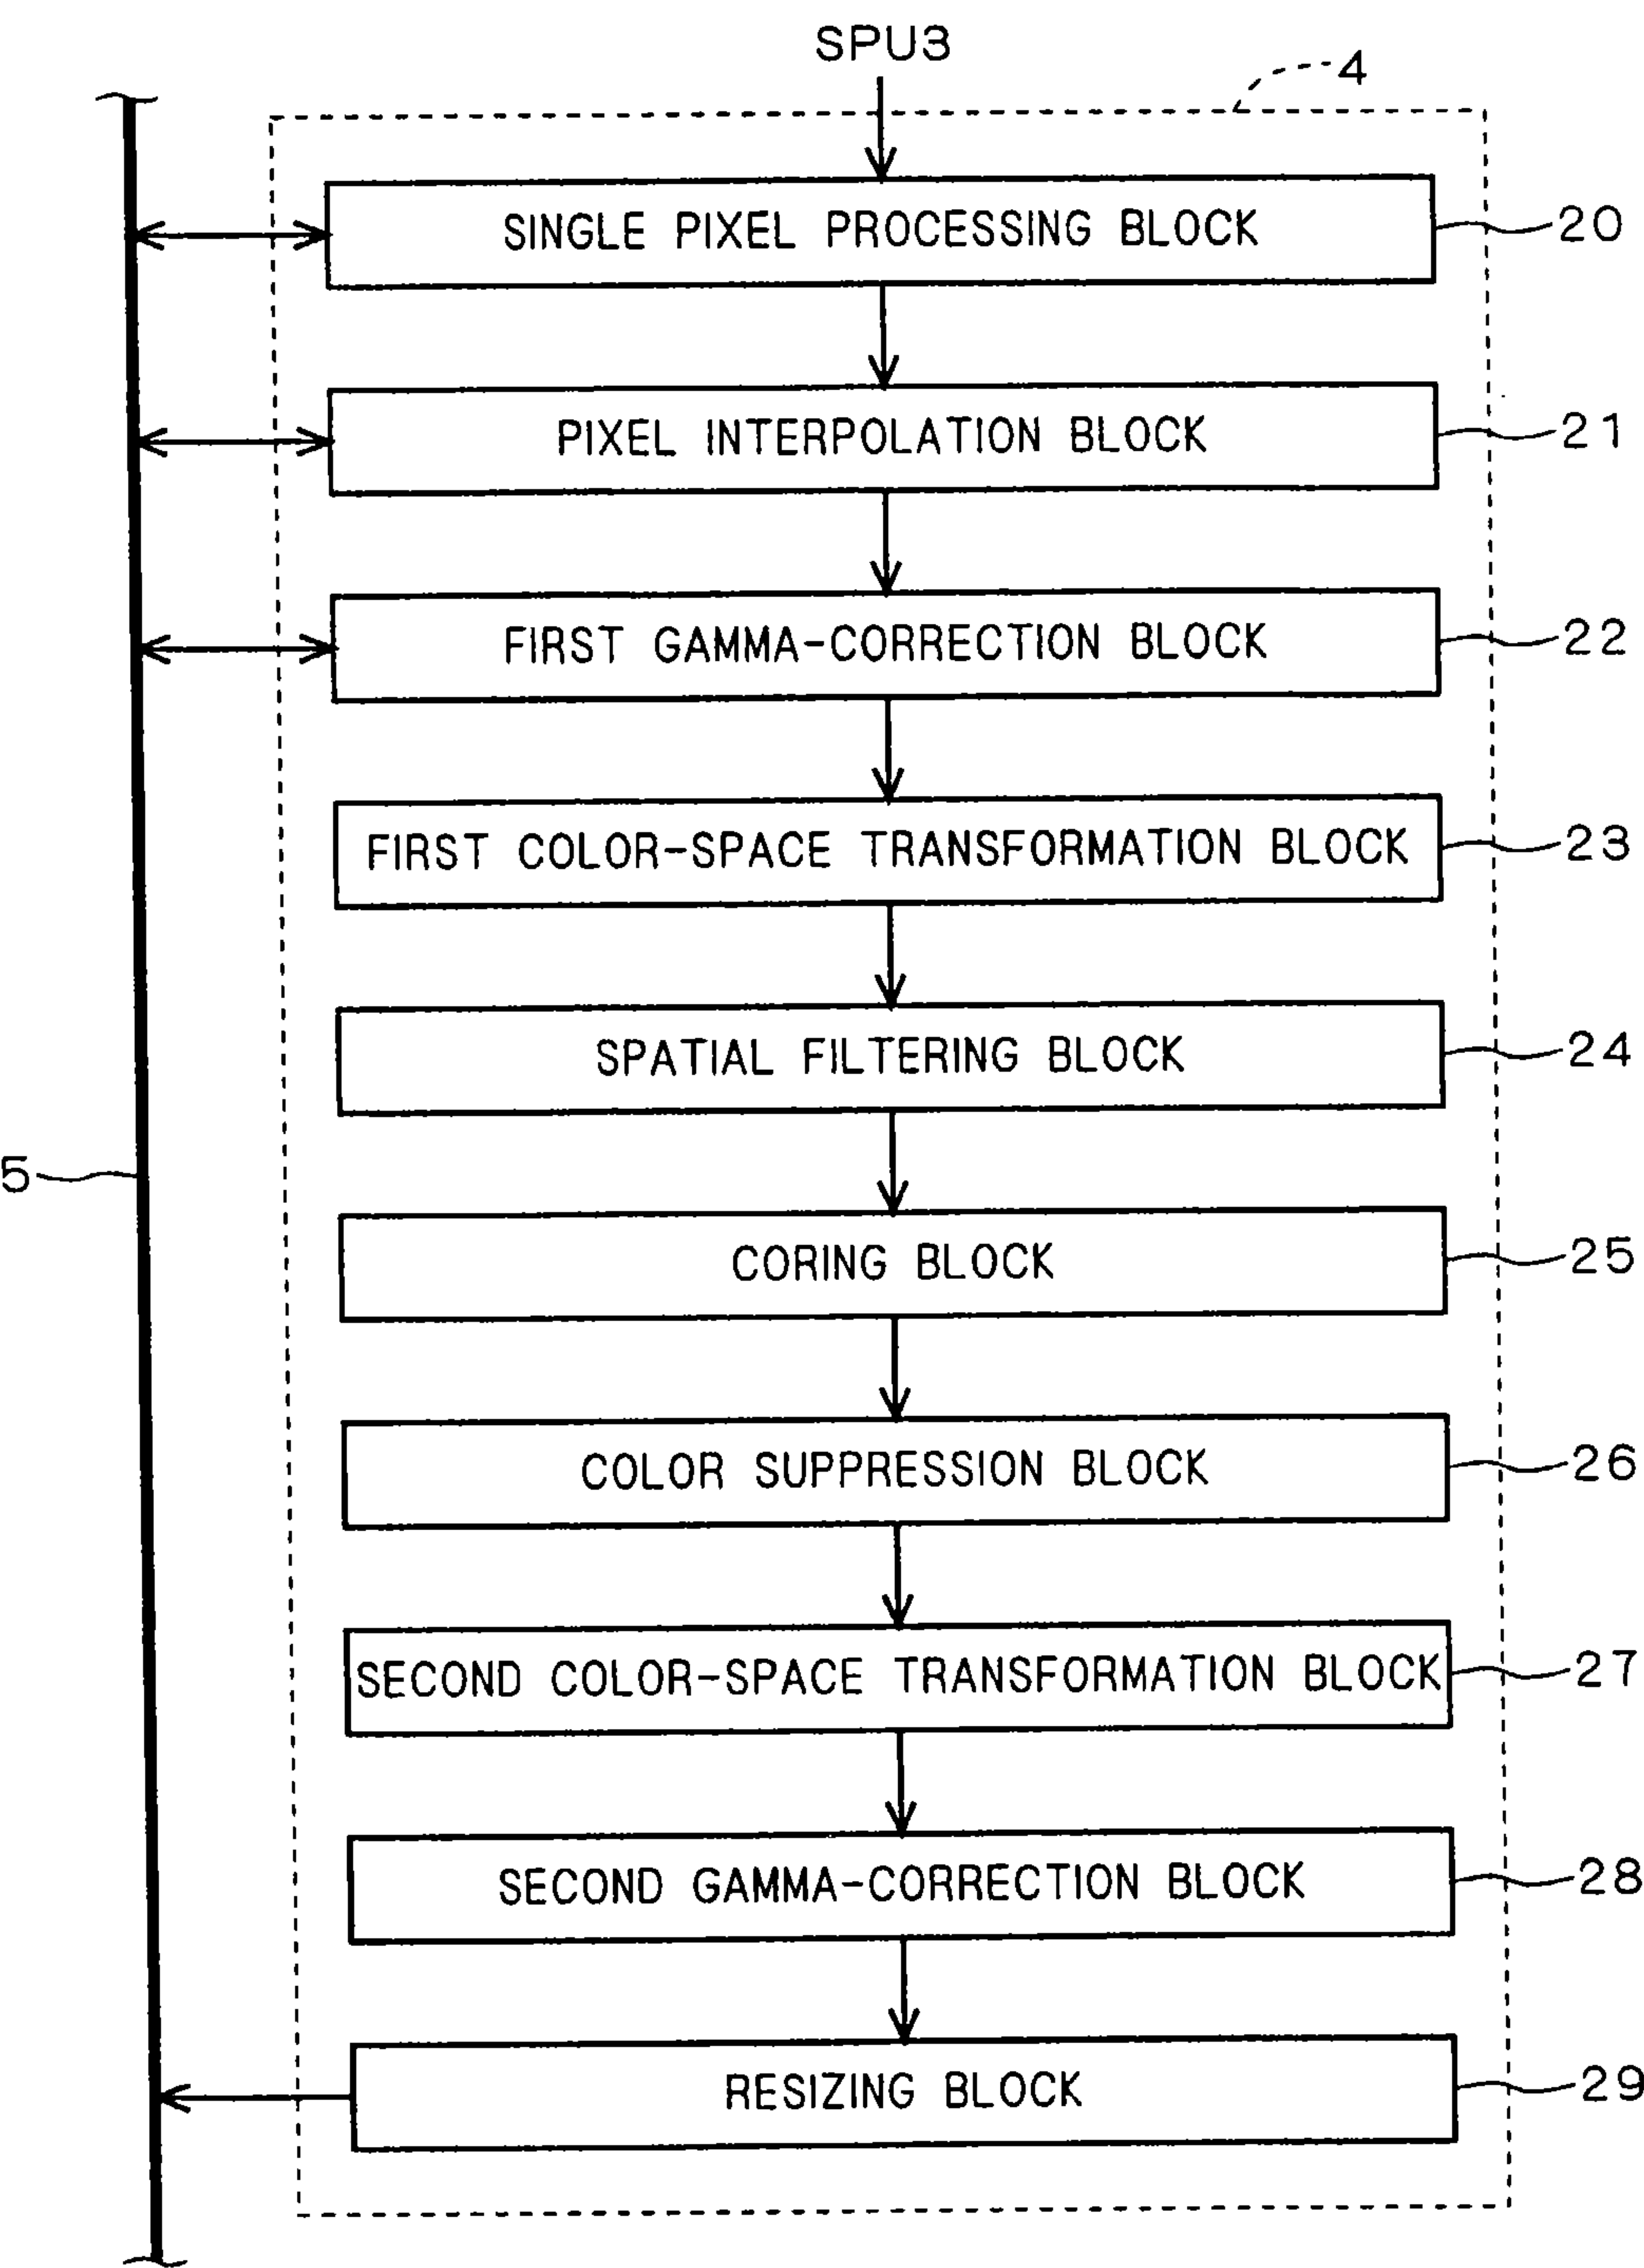 SPU3
4
SINGLE PIXEL PROCESSING BLOCK
20
PIXEL INTERPOLATION BLOCK
21
FIRST GAMMA-CORRECTION BLOCK
22
FIRST COLOR-SPACE TRANSFORMATION BLOCK
23
SPATIAL FILTERING BLOCK
24
5
CORING BLOCK
25
COLOR SUPPRESSION BLOCK
26
SECOND COLOR-SPACE TRANSFORMATION BLOCK
27
SECOND GAMMA-CORRECTION BLOCK
28
RESIZING BLOCK
29